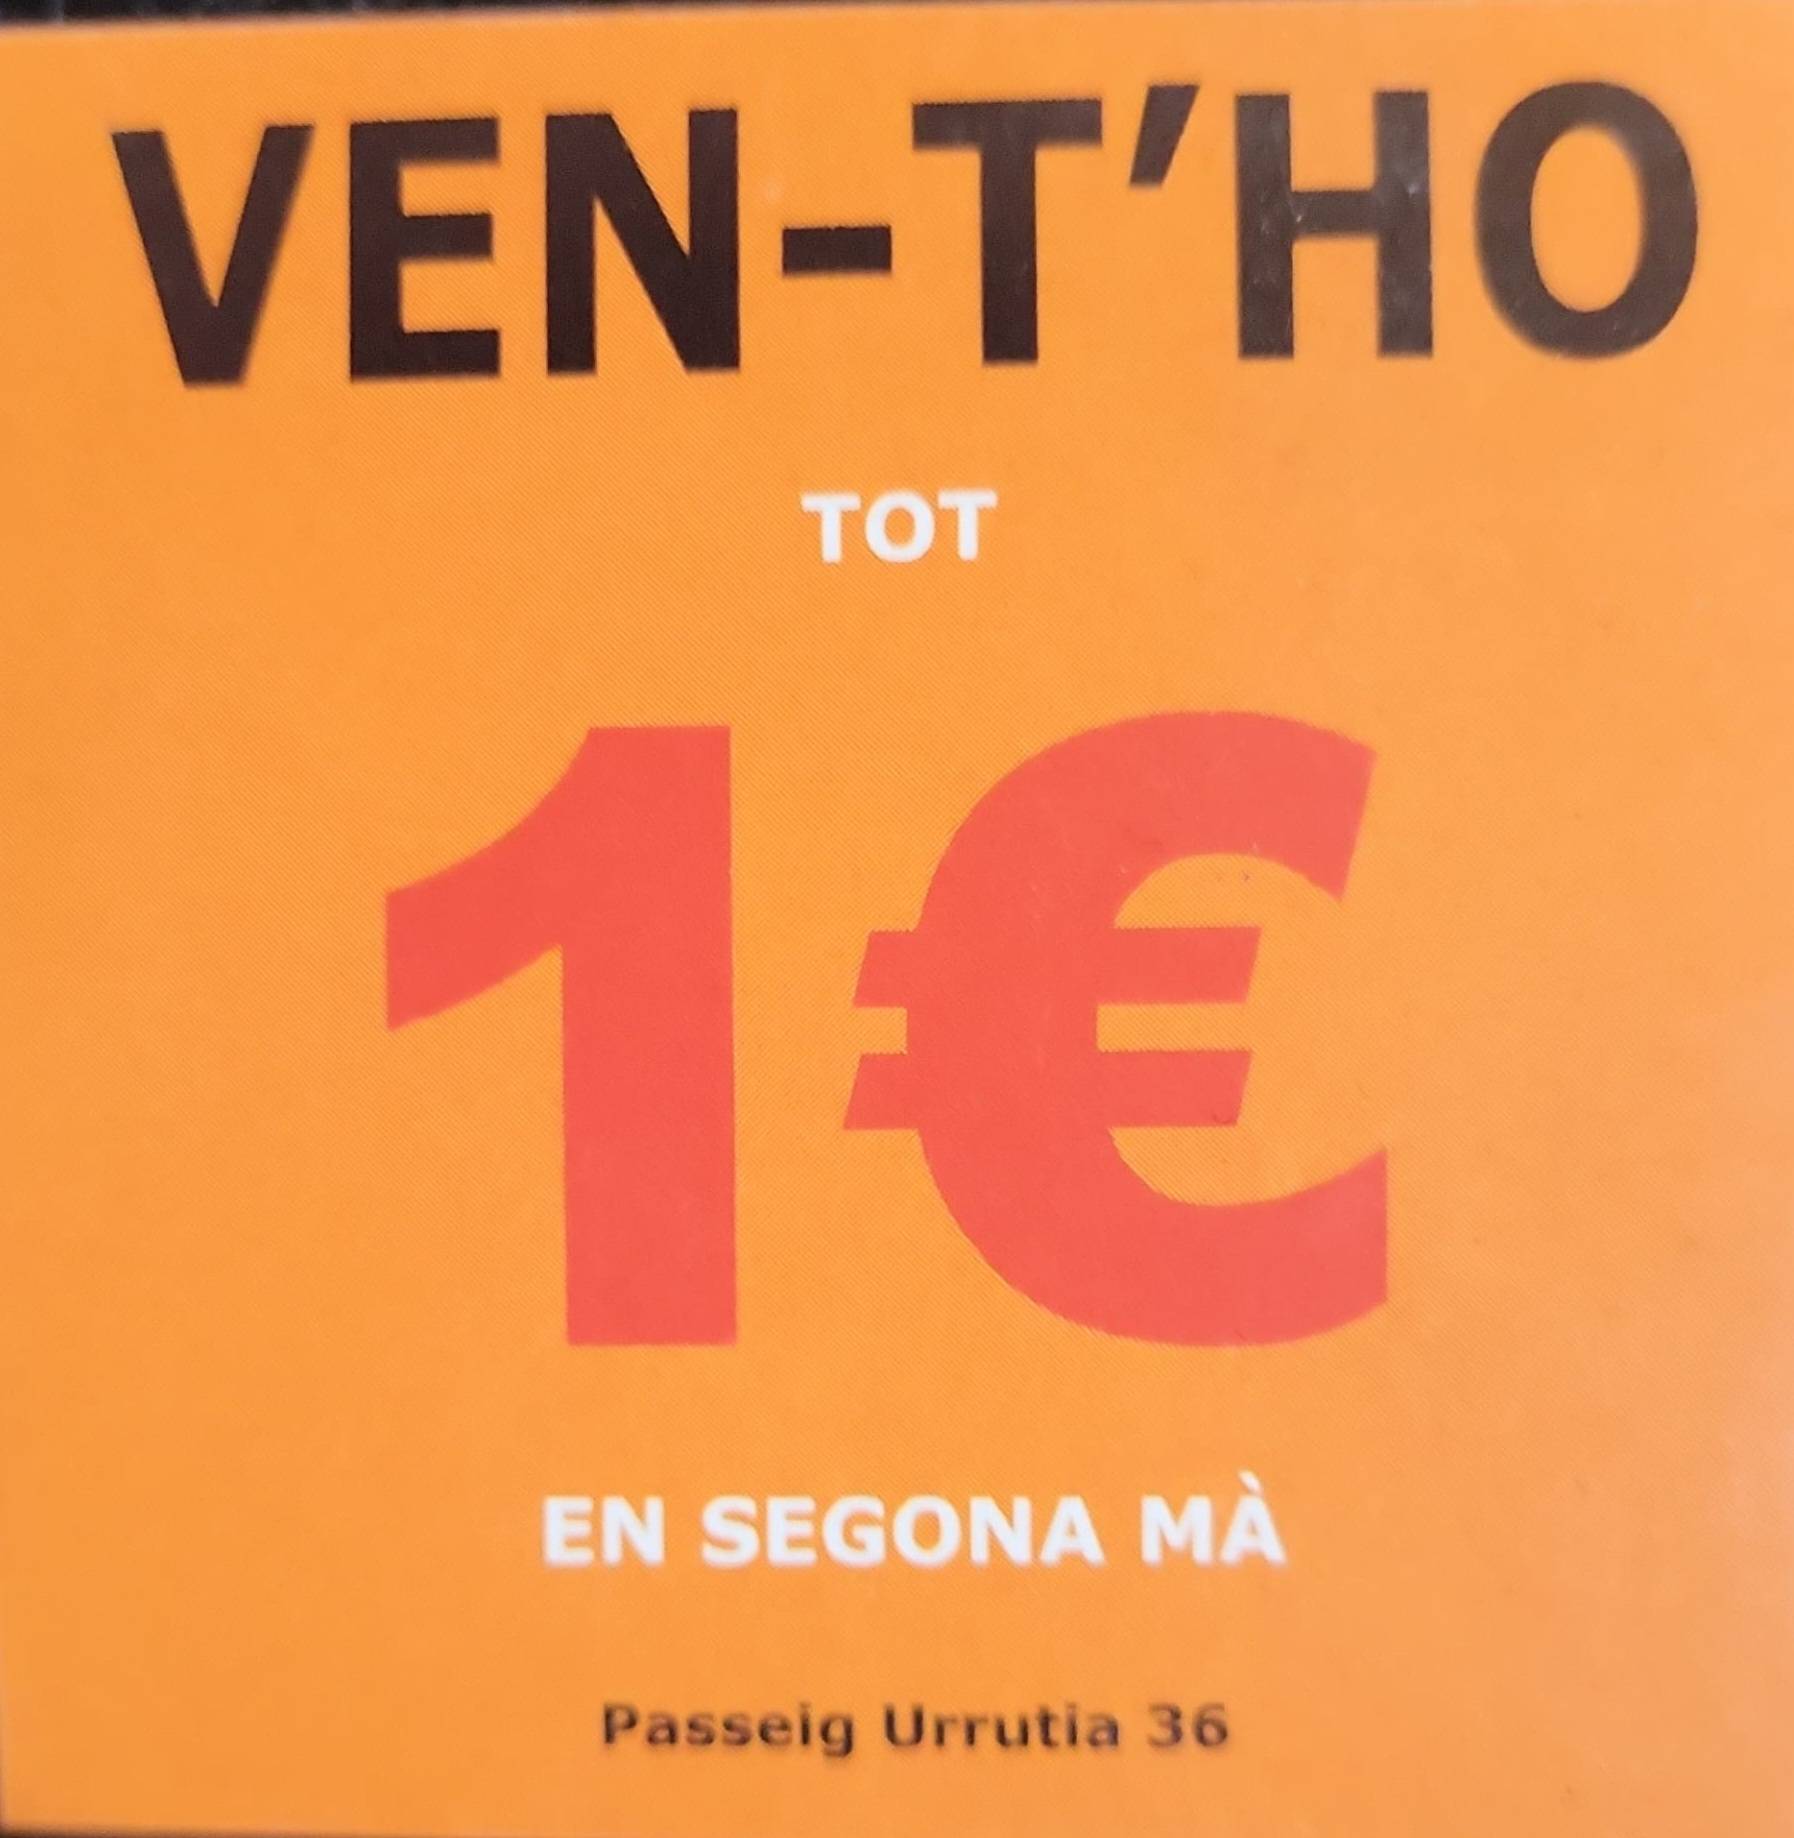 VEN-T'HO
TOT
1€
EN SEGONA MÀ
Passeig Urrutia 36